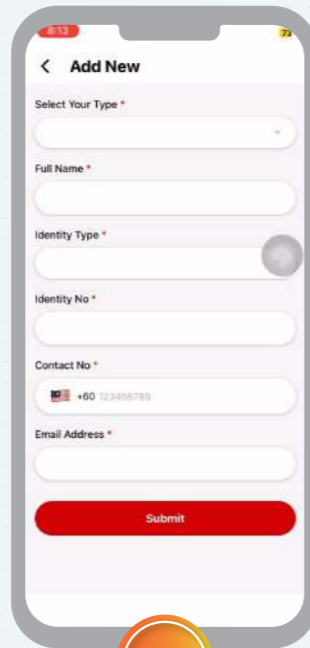 8:13
73
Add New
Select Your Type *
Full Name *
Identity Type *
Identity No *
Contact No *
+60 123456789
Email Address *
Submit